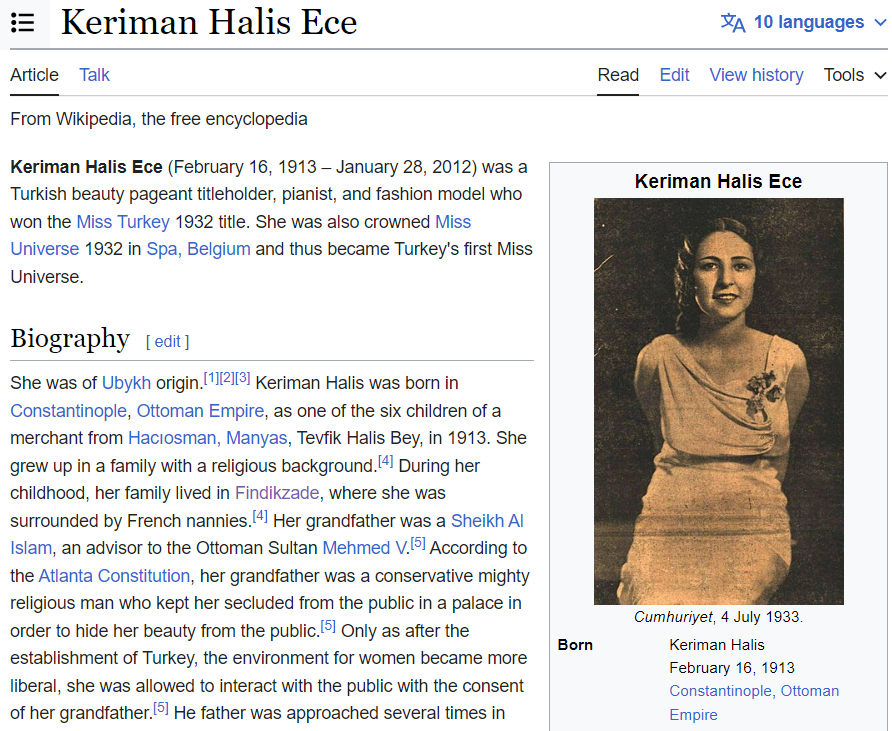 Keriman Halis Ece
10 languages
Article Talk
Read Edit View history Tools
From Wikipedia, the free encyclopedia
Keriman Halis Ece (February 16, 1913 – January 28, 2012) was a
Turkish beauty pageant titleholder, pianist, and fashion model who
won the Miss Turkey 1932 title. She was also crowned Miss
Universe 1932 in Spa, Belgium and thus became Turkey's first Miss
Universe.
Biography [ edit ]
She was of Ubykh origin.[1][2][3] Keriman Halis was born in
Constantinople, Ottoman Empire, as one of the six children of a
merchant from Hacıosman, Manyas, Tevfik Halis Bey, in 1913. She
grew up in a family with a religious background.[4] During her
childhood, her family lived in Findikzade, where she was
surrounded by French nannies.[4] Her grandfather was a Sheikh Al
Islam, an advisor to the Ottoman Sultan Mehmed V.[5] According to
the Atlanta Constitution, her grandfather was a conservative mighty
religious man who kept her secluded from the public in a palace in
order to hide her beauty from the public.[5] Only as after the
establishment of Turkey, the environment for women became more
liberal, she was allowed to interact with the public with the consent
of her grandfather.[5] He father was approached several times in
Keriman Halis Ece
Cumhuriyet, 4 July 1933.
Born Keriman Halis
February 16, 1913
Constantinople, Ottoman
Empire